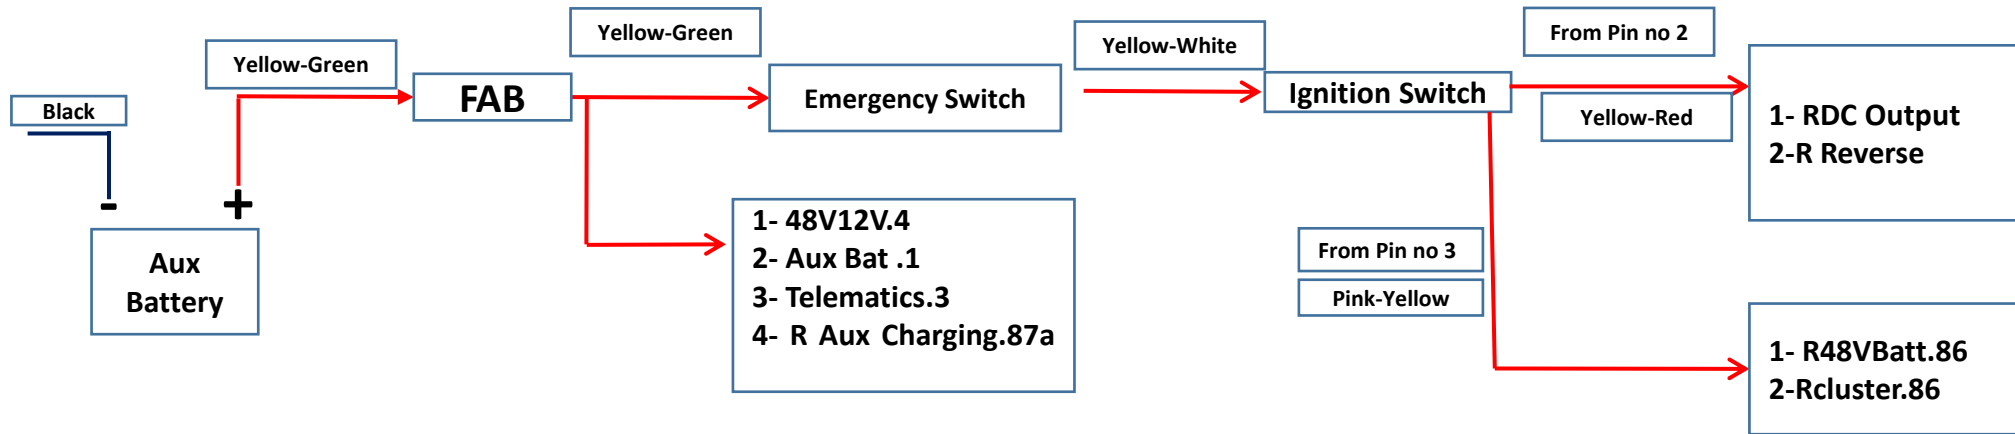 Black
Yellow-Green
FAB
Yellow-Green
Emergency Switch
Yellow-White
Ignition Switch
From Pin no 2
Yellow-Red
1- RDC Output
2-R Reverse
-
+
Aux
Battery
1- 48V12V.4
2- Aux Bat .1
3- Telematics.3
4- R Aux Charging.87a
From Pin no 3
Pink-Yellow
1- R48VBatt.86
2-Rcluster.86